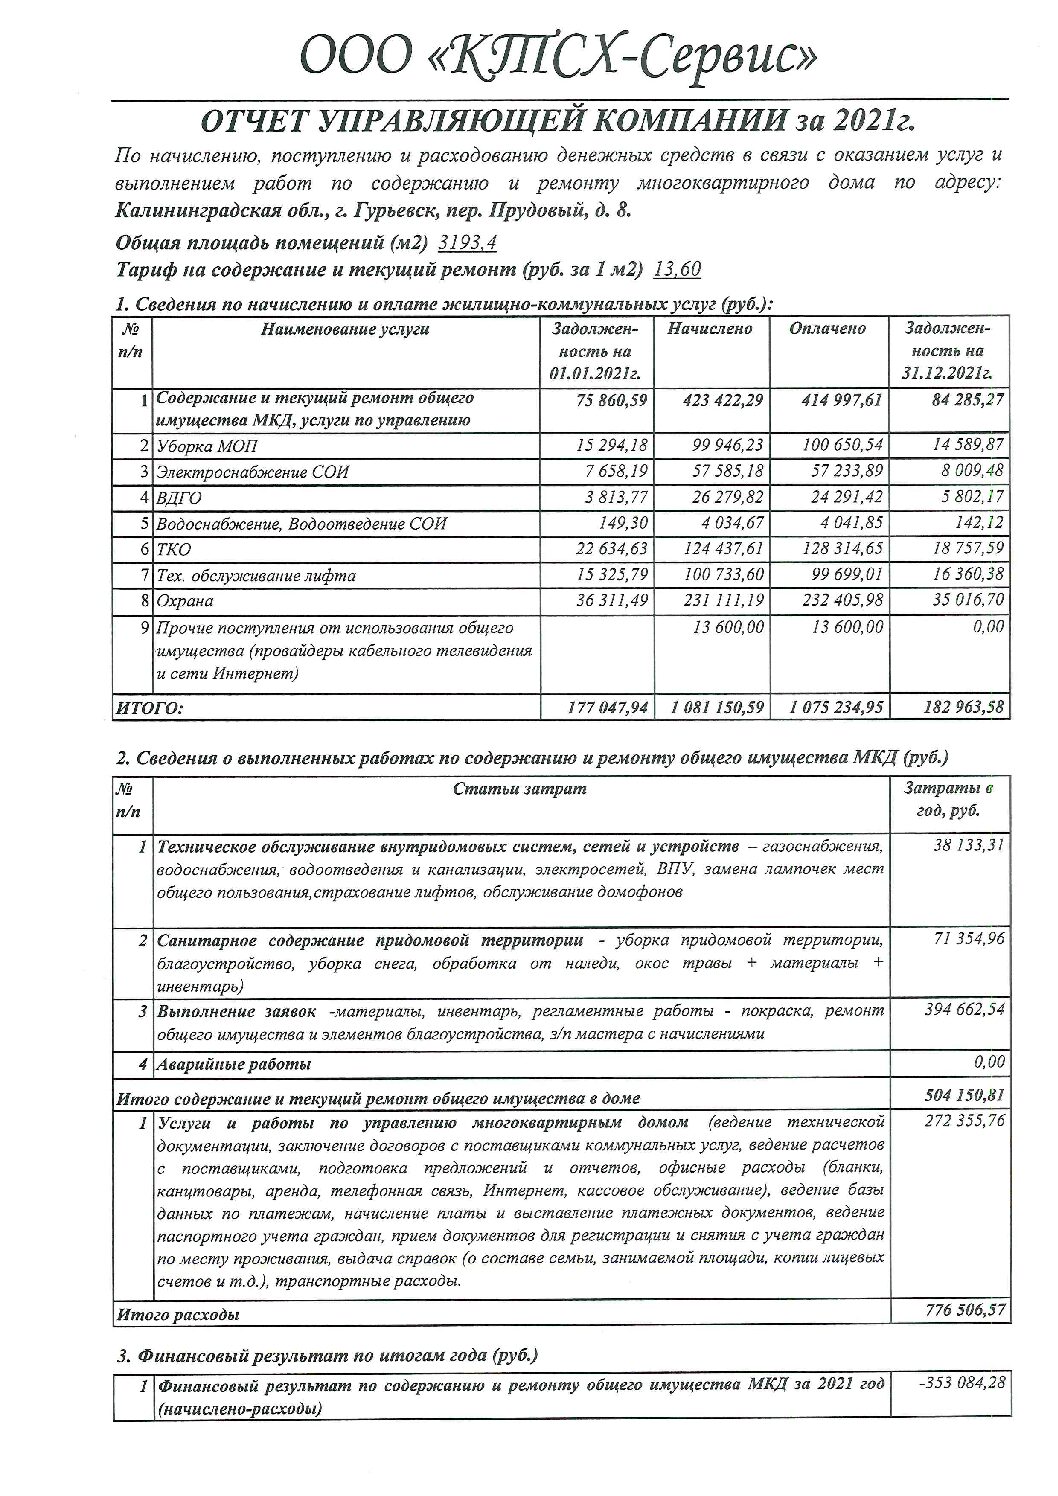 ООО «КТСХ-Сервис»
ОТЧЕТ УПРАВЛЯЮЩЕЙ КОМПАНИИ за 2021г.
По начислению, поступлению и расходованию денежных средств в связи с оказанием услуг и
выполнением работ по содержанию и ремонту многоквартирного дома по адресу:
Калининградская обл., г. Гурьевск, пер. Прудовый, д. 8.
Общая площадь помещений (м2) 3193,4
Тариф на содержание и текущий ремонт (руб. за 1 м2) 13,60
1. Сведения по начислению и оплате жилищно-коммунальных услуг (руб.):
№ Наименование услуги Задолжен- Начислено Оплачено Задолжен-
п/п ность на ность на
01.01.2021г. 31.12.2021г.
1 Содержание и текущий ремонт общего 75 860,59 423 422,29 414 997,61 84 285,27
имущества МКД, услуги по управлению
2 Уборка МОП 15 294,18 99 946,23 100 650,54 14 589,87
3 Электроснабжение СОИ 7 658,19 57 585,18 57 233,89 8 009,48
4 ВДГО 3 813,77 26 279,82 24 291,42 5 802,17
5 Водоснабжение, Водоотведение СОИ 149,30 4 034,67 4 041,85 142,12
6 ТКО 22 634,63 124 437,61 128 314,65 18 757,59
7 Тех. обслуживание лифта 15 325,79 100 733,60 99 699,01 16 360,38
8 Охрана 36 311,49 231 111,19 232 405,98 35 016,70
9 Прочие поступления от использования общего 13 600,00 13 600,00 0,00
имущества (провайдеры кабельного телевидения
и сети Интернет)
ИТОГО: 177 047,94 1 081 150,59 1 075 234,95 182 963,58
2. Сведения о выполненных работах по содержанию и ремонту общего имущества МКД (руб.)
№ Статьи затрат Затраты в
п/п год, руб.
1 Техническое обслуживание внутридомовых систем, сетей и устройств – газоснабжения, 38 133,31
водоснабжения, водоотведения и канализации, электросетей, ВПУ, замена лампочек мест
общего пользования,страхование лифтов, обслуживание домофонов
2 Санитарное содержание придомовой территории - уборка придомовой территории, 71 354,96
благоустройство, уборка снега, обработка от наледи, окос травы + материалы +
инвентарь)
3 Выполнение заявок -материалы, инвентарь, регламентные работы - покраска, ремонт 394 662,54
общего имущества и элементов благоустройства, з/п мастера с начислениями
4 Аварийные работы 0,00
Итого содержание и текущий ремонт общего имущества в доме 504 150,81
1 Услуги и работы по управлению многоквартирным домом (ведение технической 272 355,76
документации, заключение договоров с поставщиками коммунальных услуг, ведение расчетов
с поставщиками, подготовка предложений и отчетов, офисные расходы (бланки,
канцтовары, аренда, телефонная связь, Интернет, кассовое обслуживание), ведение базы
данных по платежам, начисление платы и выставление платежных документов, ведение
паспортного учета граждан, прием документов для регистрации и снятия с учета граждан
по месту проживания, выдача справок (о составе семьи, занимаемой площади, копии лицевых
счетов и т.д.), транспортные расходы.
Итого расходы 776 506,57
3. Финансовый результат по итогам года (руб.)
1 Финансовый результат по содержанию и ремонту общего имущества МКД за 2021 год -353 084,28
(начислено-расходы)